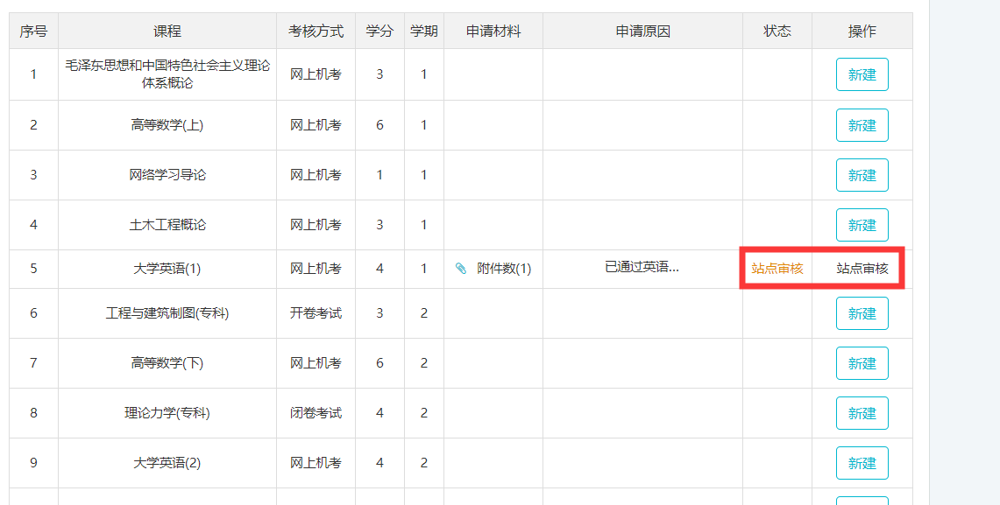 序号 课程 考核方式 学分 学期 申请材料 申请原因 状态 操作
1 毛泽东思想和中国特色社会主义理论 网上机考 3 1 新建
体系概论
2 高等数学(上) 网上机考 6 1 新建
3 网络学习导论 网上机考 1 1 新建
4 土木工程概论 网上机考 3 1 新建
5 大学英语(1) 网上机考 4 1 附件数(1) 已通过英语... 站点审核 站点审核
6 工程与建筑制图(专科) 开卷考试 3 2 新建
7 高等数学(下) 网上机考 6 2 新建
8 理论力学(专科) 闭卷考试 4 2 新建
9 大学英语(2) 网上机考 4 2 新建